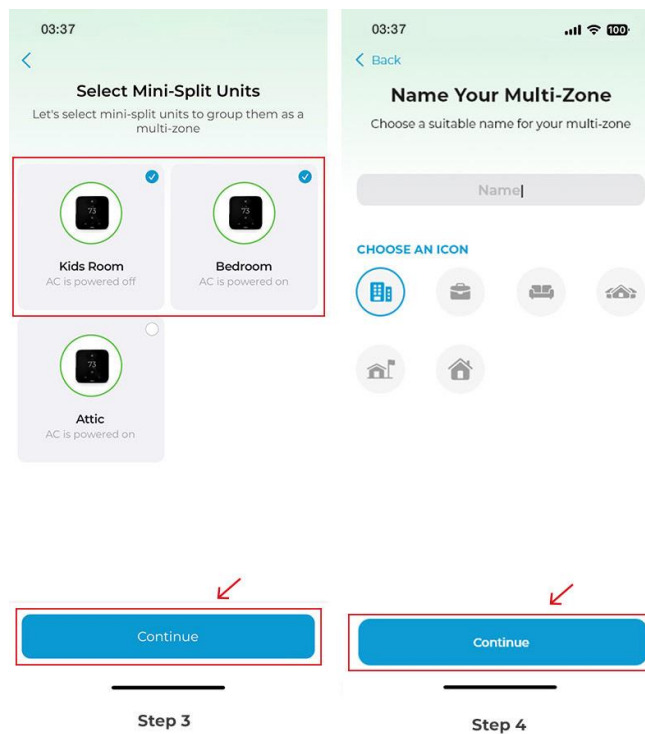 03:37
Select Mini-Split Units
Let's select mini-split units to group them as a
multi-zone
73
Kids Room
AC is powered off
73
Bedroom
AC is powered on
73
Attic
AC is powered on
Continue
Step 3
03:37
100
Back
Name Your Multi-Zone
Choose a suitable name for your multi-zone
Name
CHOOSE AN ICON
Continue
Step 4